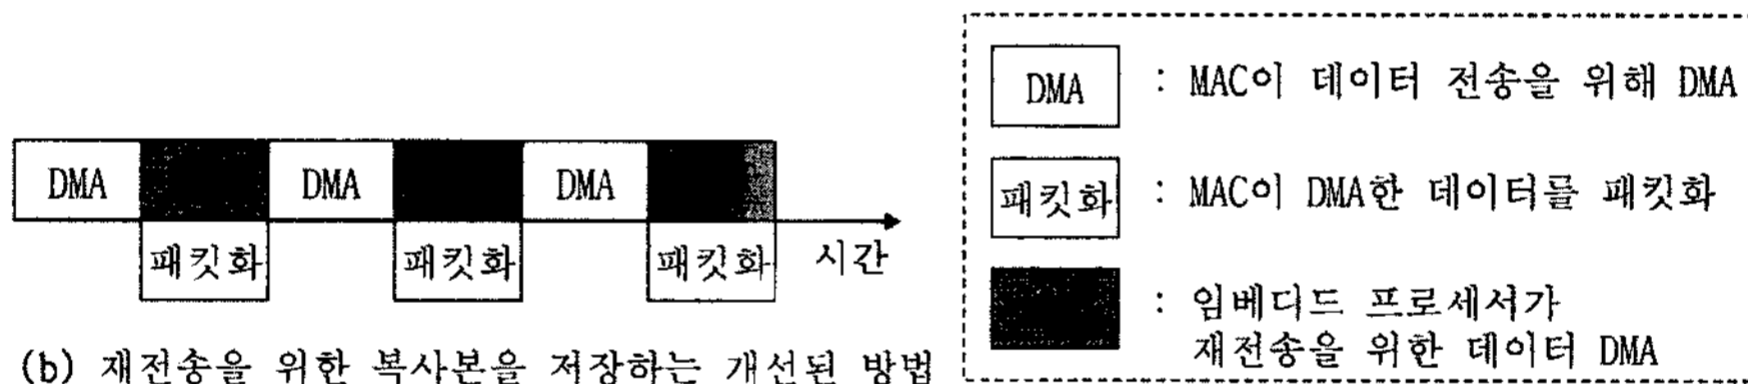 DMA DMA DMA
패킷화 패킷화 패킷화 시간
(b) 재전송을 위한 복사본을 저장하는 개선된 방법
DMA : MAC이 데이터 전송을 위해 DMA
패킷화 : MAC이 DMA한 데이터를 패킷화
: 임베디드 프로세서가
재전송을 위한 데이터 DMA